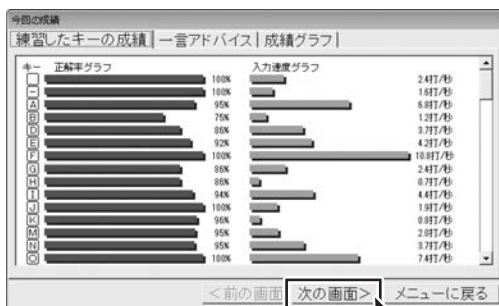 今回の成績
練習したキーの成績 一言アドバイス 成績グラフ
キー 正解率グラフ 入力速度グラフ
100% 2.4打/秒
- 100% 1.6打/秒
A 95% 6.8打/秒
B 75% 1.2打/秒
D 86% 3.7打/秒
E 92% 4.2打/秒
F 100% 10.8打/秒
G 86% 2.4打/秒
H 86% 0.7打/秒
I 94% 4.4打/秒
J 100% 1.9打/秒
K 96% 0.8打/秒
M 95% 2.0打/秒
N 95% 3.7打/秒
O 100% 7.4打/秒
<前の画面 次の画面> メニューに戻る